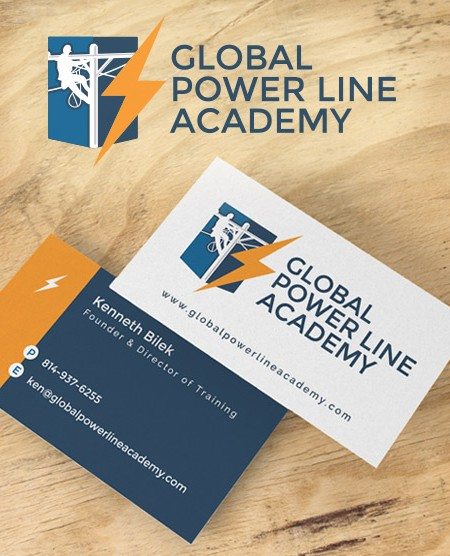 GLOBAL
POWER LINE
ACADEMY
GLOBAL
POWER LINE
ACADEMY
www.globalpowerlineacademy.com
Kenneth Bilek
Founder & Director of Training
P 814-937-6255
E ken@globalpowerlineacademy.com